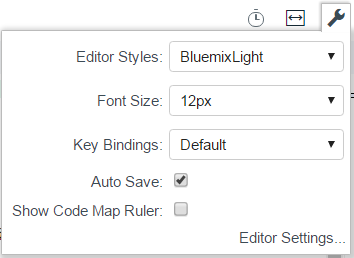 Editor Styles: BluemixLight
Font Size: 12px
Key Bindings: Default
Auto Save:
Show Code Map Ruler:
Editor Settings...